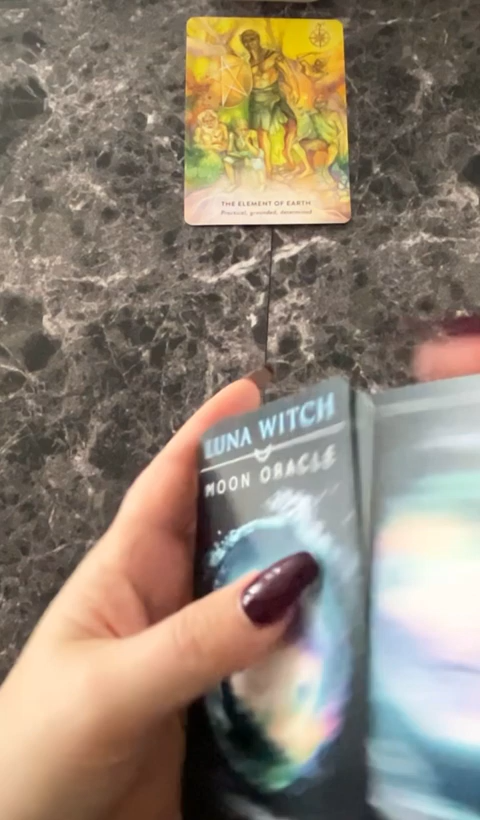 THE ELEMENT OF EARTH
Practical, grounded, determined
LUNA WITCH
MOON ORACLE